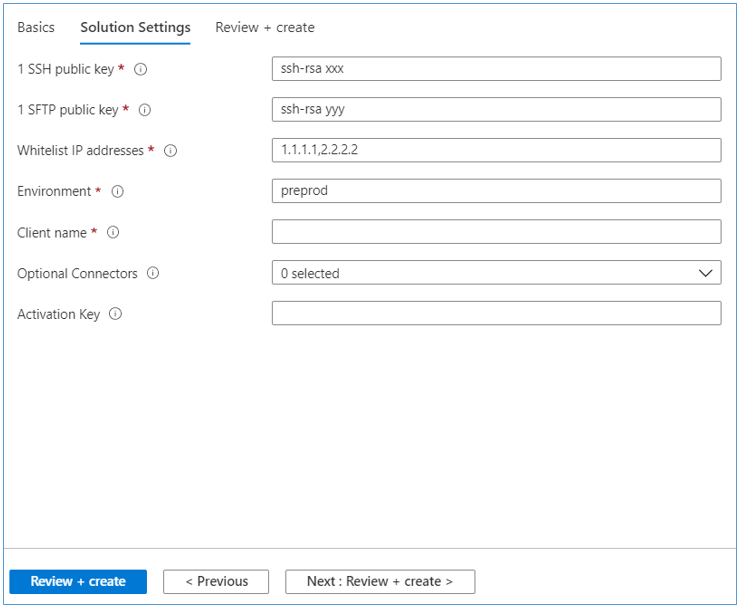 Basics Solution Settings Review + create
1 SSH public key * ssh-rsa xxx
1 SFTP public key * ssh-rsa yyy
Whitelist IP addresses * 1.1.1.1,2.2.2.2
Environment * preprod
Client name *
Optional Connectors 0 selected
Activation Key
Review + create < Previous Next : Review + create >